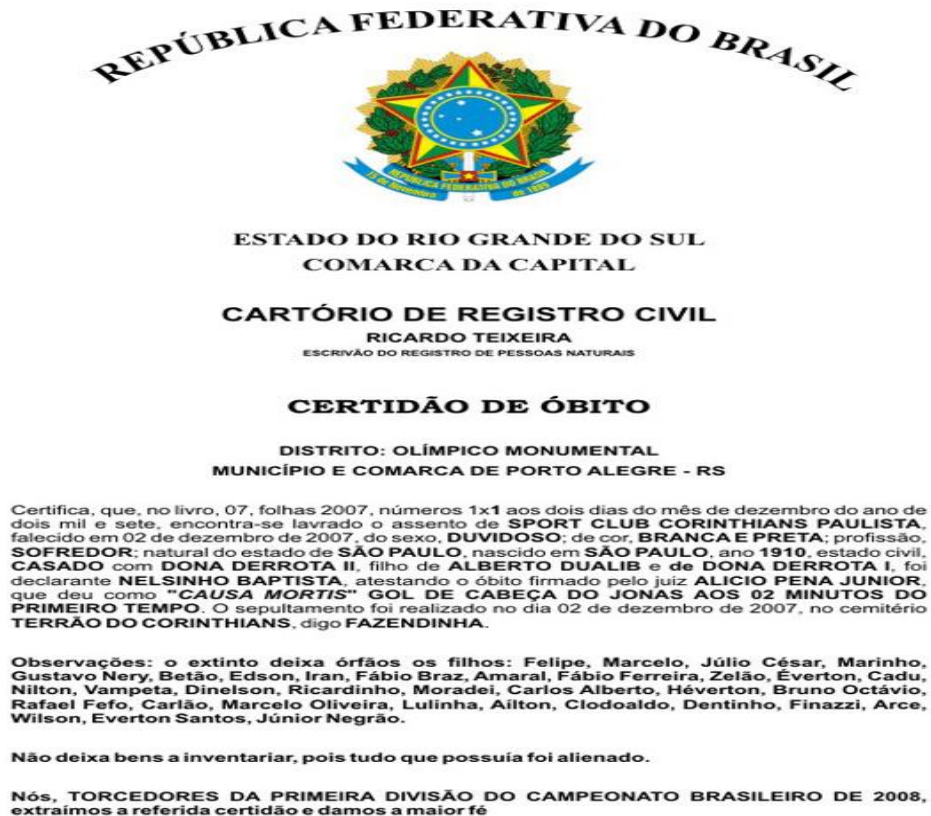 REPÚBLICA FEDERATIVA DO BRASIL
REPÚBLICA FEDERATIVA DO BRASIL
15 de Novembro de 1889
ESTADO DO RIO GRANDE DO SUL
COMARCA DA CAPITAL
CARTÓRIO DE REGISTRO CIVIL
RICARDO TEIXEIRA
ESCRIVÃO DO REGISTRO DE PESSOAS NATURAIS
CERTIDÃO DE ÓBITO
DISTRITO: OLÍMPICO MONUMENTAL
MUNICÍPIO E COMARCA DE PORTO ALEGRE - RS
Certifica, que, no livro, 07, folhas 2007, números 1x1 aos dois dias do mês de dezembro do ano de
dois mil e sete, encontra-se lavrado o assento de SPORT CLUB CORINTHIANS PAULISTA,
falecido em 02 de dezembro de 2007, do sexo, DUVIDOSO; de cor, BRANCA E PRETA; profissão,
SOFREDOR; natural do estado de SÃO PAULO, nascido em SÃO PAULO, ano 1910, estado civil,
CASADO com DONA DERROTA II, filho de ALBERTO DUALIB e de DONA DERROTA I, foi
declarante NELSINHO BAPTISTA, atestando o óbito firmado pelo juiz ALICIO PENA JUNIOR,
que deu como "CAUSA MORTIS" GOL DE CABEÇA DO JONAS AOS 02 MINUTOS DO
PRIMEIRO TEMPO. O sepultamento foi realizado no dia 02 de dezembro de 2007, no cemitério
TERRÃO DO CORINTHIANS, digo FAZENDINHA.
Observações: o extinto deixa órfãos os filhos: Felipe, Marcelo, Júlio César, Marinho,
Gustavo Nery, Betão, Edson, Iran, Fábio Braz, Amaral, Fábio Ferreira, Zelão, Éverton, Cadu,
Nilton, Vampeta, Dinelson, Ricardinho, Moradei, Carlos Alberto, Héverton, Bruno Octávio,
Rafael Fefo, Carlão, Marcelo Oliveira, Lulinha, Aílton, Clodoaldo, Dentinho, Finazzi, Arce,
Wilson, Everton Santos, Júnior Negrão.
Não deixa bens a inventariar, pois tudo que possuía foi alienado.
Nós, TORCEDORES DA PRIMEIRA DIVISÃO DO CAMPEONATO BRASILEIRO DE 2008,
extraímos a referida certidão e damos a maior fé